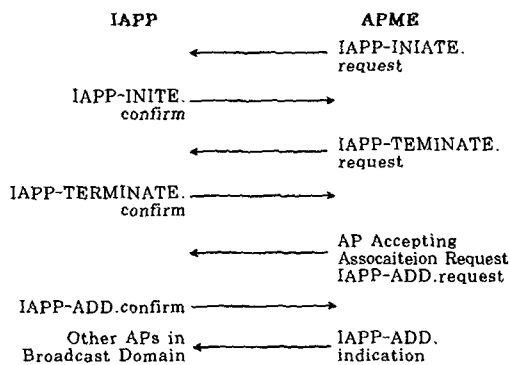 IAPP
APME
IAPP-INIATE.
request
IAPP-INITE.
confirm
IAPP-TEMINATE.
request
IAPP-TERMINATE.
confirm
AP Accepting
Assocaiteion Request
IAPP-ADD.request
IAPP-ADD.confirm
Other APs in
Broadcast Domain
IAPP-ADD.
indication